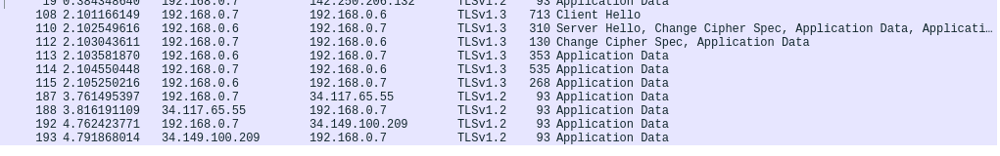 19 0.384348640 192.168.0.7 142.250.206.132 TLSv1.2 93 Application Data
108 2.101166149 192.168.0.7 192.168.0.6 TLSv1.3 713 Client Hello
110 2.102549616 192.168.0.6 192.168.0.7 TLSv1.3 310 Server Hello, Change Cipher Spec, Application Data, Applicati…
112 2.103043611 192.168.0.7 192.168.0.6 TLSv1.3 130 Change Cipher Spec, Application Data
113 2.103581870 192.168.0.6 192.168.0.7 TLSv1.3 353 Application Data
114 2.104550448 192.168.0.7 192.168.0.6 TLSv1.3 535 Application Data
115 2.105250216 192.168.0.6 192.168.0.7 TLSv1.3 268 Application Data
187 3.761495397 192.168.0.7 34.117.65.55 TLSv1.2 93 Application Data
188 3.816191109 34.117.65.55 192.168.0.7 TLSv1.2 93 Application Data
192 4.762423771 192.168.0.7 34.149.100.209 TLSv1.2 93 Application Data
193 4.791868014 34.149.100.209 192.168.0.7 TLSv1.2 93 Application Data